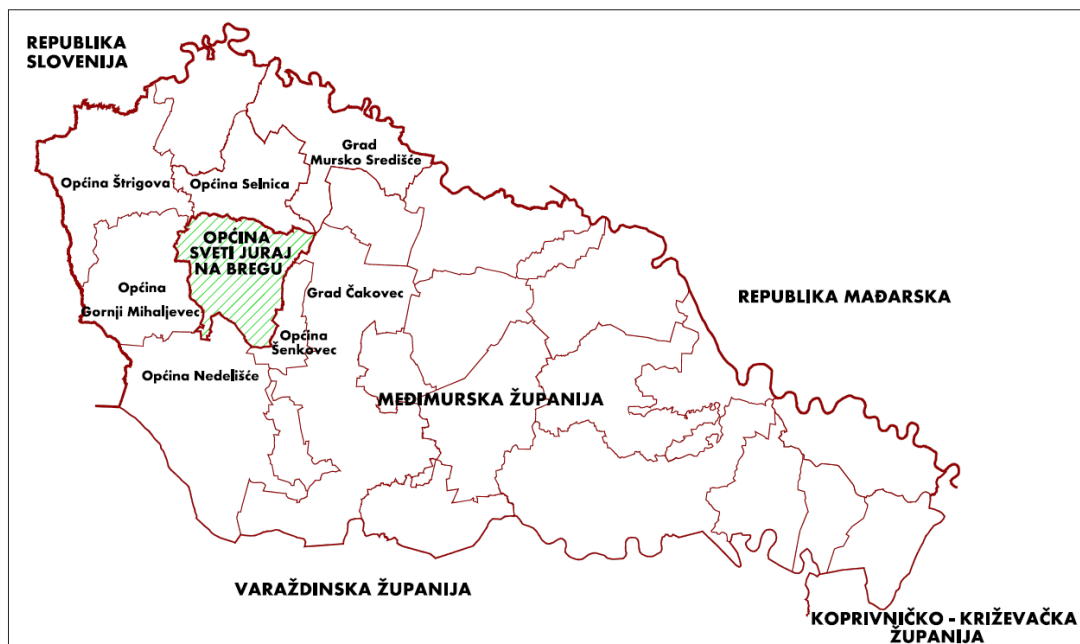 REPUBLIKA
SLOVENIJA
Grad
Mursko Središće
Općina Štrigova
Općina Selnica
OPĆINA
SVETI JURAJ
NA BREGU
Općina
Gornji Mihaljevec
Grad Čakovec
REPUBLIKA MAĐARSKA
Općina
Šenkovec
Općina Nedelišće
MEĐIMURSKA ŽUPANIJA
VARAŽDINSKA ŽUPANIJA
KOPRIVNIČKO - KRIŽEVAČKA
ŽUPANIJA